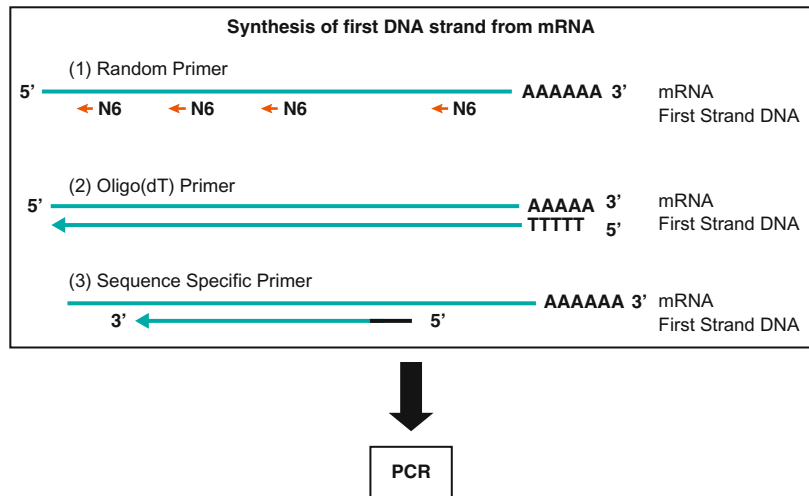 Synthesis of first DNA strand from mRNA
(1) Random Primer
5’ AAAAAA 3’ mRNA
N6 N6 N6 N6 First Strand DNA
(2) Oligo(dT) Primer
5’ AAAAA 3’ mRNA
TTTTT 5’ First Strand DNA
(3) Sequence Specific Primer
AAAAAA 3’ mRNA
3’ 5’ First Strand DNA
PCR